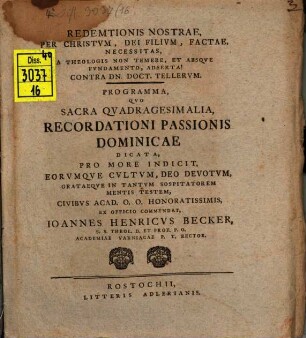 REDEMTIONIS NOSTRAE,
PER CHRISTVM, DEI FILIVM, FACTAE,
NECESSITAS,
A THEOLOGIS NON TEMERE, ET ABSQVE
FVNDAMENTO, ADSERTA!
CONTRA DN. DOCT. TELLERVM.
PROGRAMMA,
QVO
SACRA QVADRAGESIMALIA,
RECORDATIONI PASSIONIS
DOMINICAE
DICATA,
PRO MORE INDICIT,
EORVMQVE CVLTVM, DEO DEVOTVM,
GRATAEQVE IN TANTVM SOSPITATOREM
MENTIS TESTEM,
CIVIBVS ACAD. O. O. HONORATISSIMIS,
EX OFFICIO COMMENDAT,
IOANNES HENRICVS BECKER,
S. S. THEOL. D. ET PROF. P. O.
ACADEMIAE VARNIACAE P. T. RECTOR.
ROSTOCHII,
LITTERIS ADLERIANIS.
Diss.
3037
16